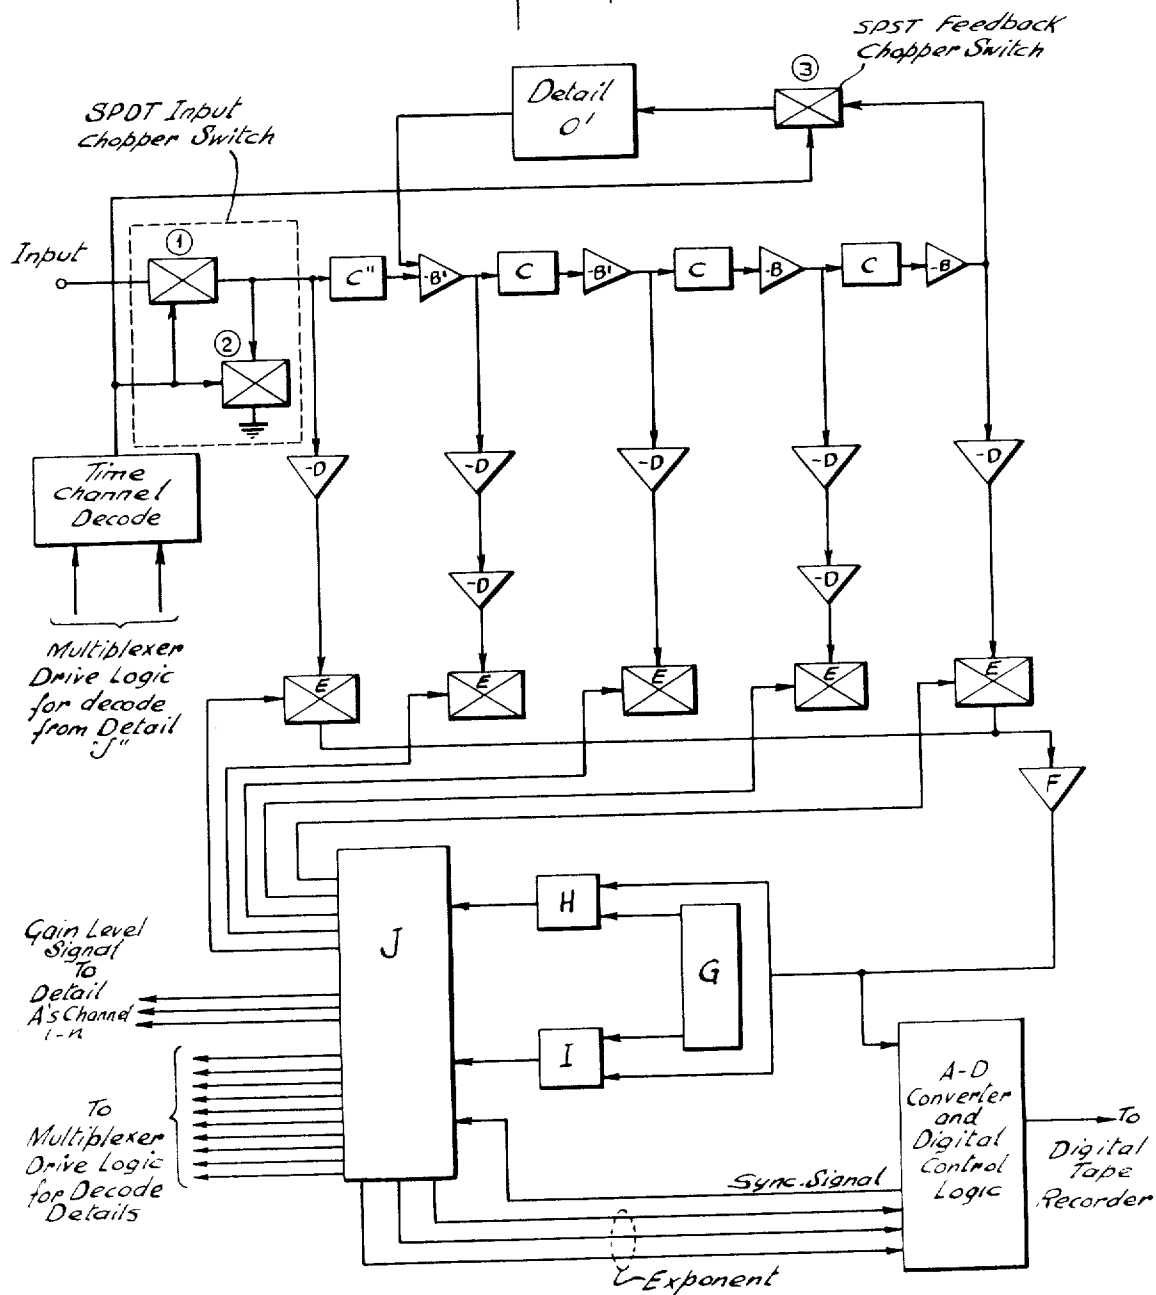 SPST Feedback
Chopper Switch
③
Detail
O'
SPDT Input
Chopper Switch
Input
①
②
C"
-B'
C
-B'
C
-B
C
-B
Time
Channel
Decode
-D
-D
-D
-D
-D
-D
-D
Multiplexer
Drive Logic
for decode
from Detail
"J"
E
E
E
E
E
F
J
H
G
I
Gain Level
Signal
To
Detail
A's Channel
1-n
To
Multiplexer
Drive Logic
for Decode
Details
A-D
Converter
and
Digital
Control
Logic
To
Digital
Tape
Recorder
Sync. Signal
Exponent